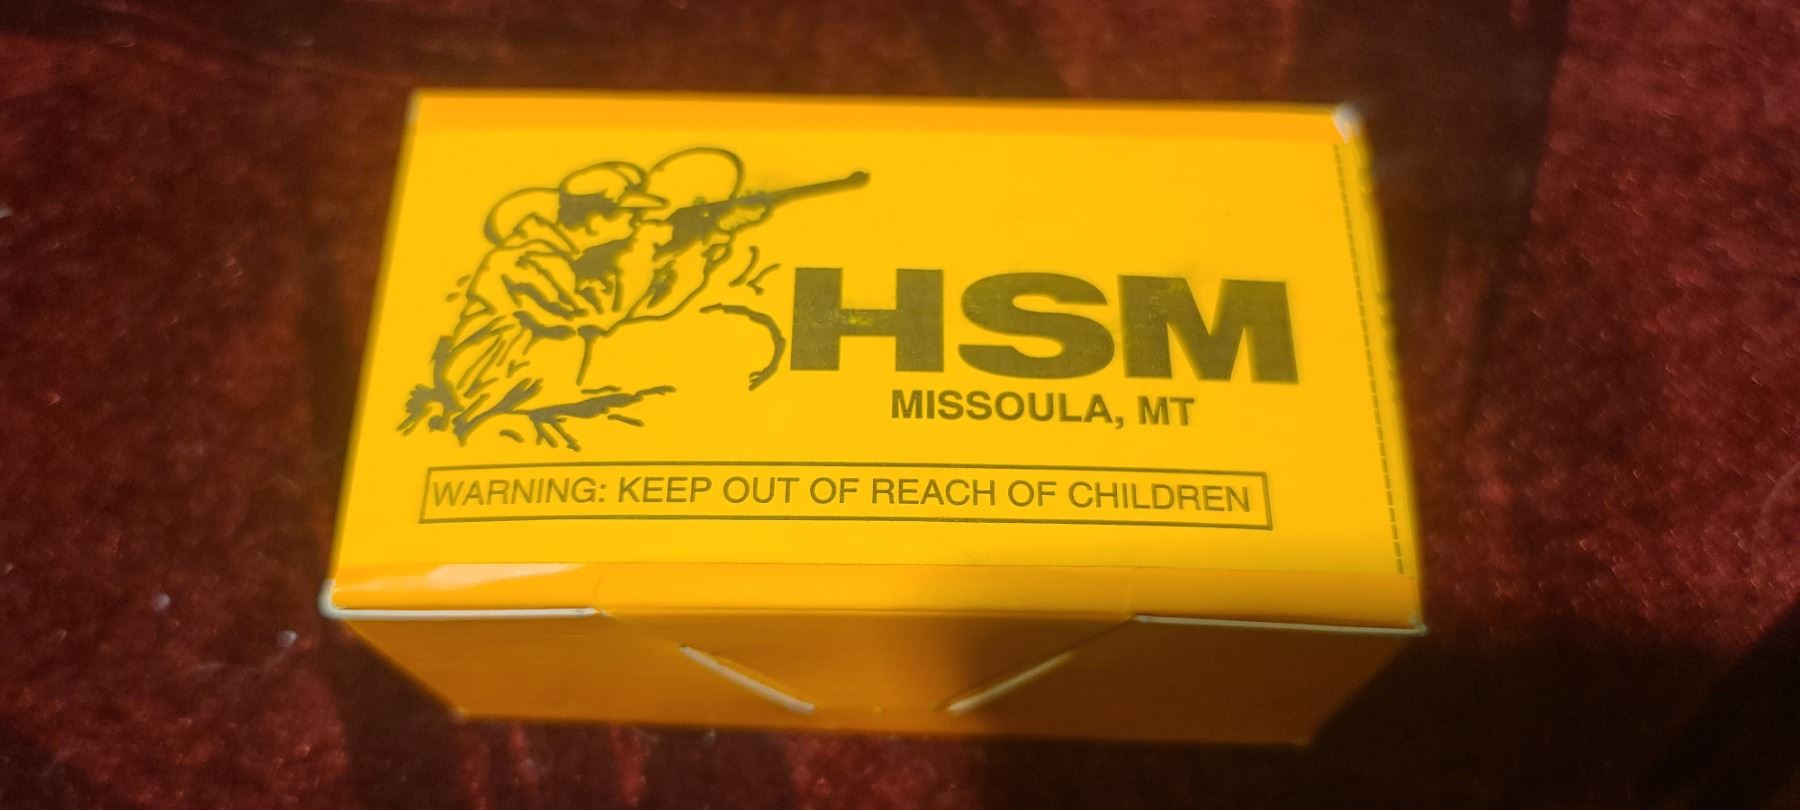 HSM
MISSOULA, MT
WARNING: KEEP OUT OF REACH OF CHILDREN